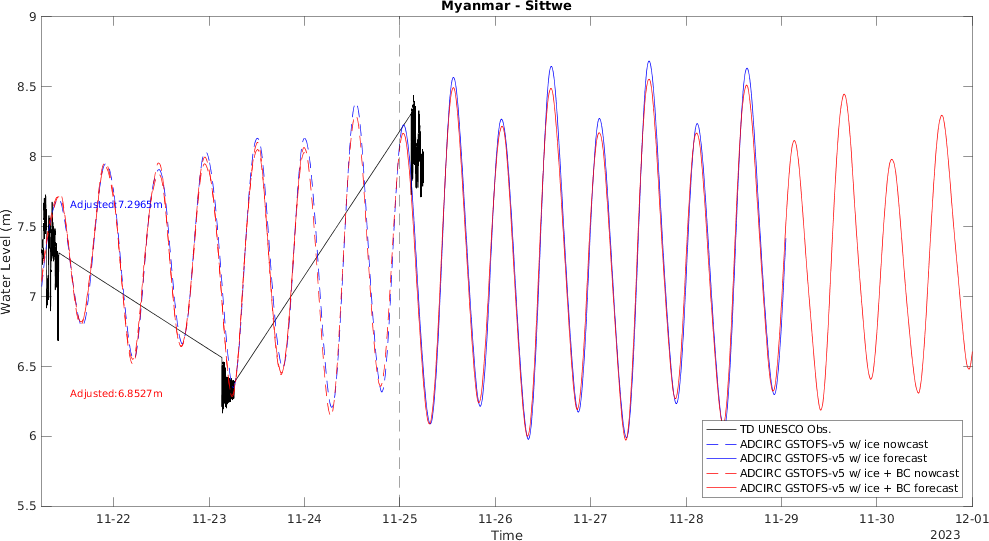 Myanmar - Sittwe
9
8.5
8
7.5
7
6.5
6
5.5
Water Level (m)
Adjusted:7.2965m
Adjusted:6.8527m
TD UNESCO Obs.
ADCIRC GSTOFS-v5 w/ ice nowcast
ADCIRC GSTOFS-v5 w/ ice forecast
ADCIRC GSTOFS-v5 w/ ice + BC nowcast
ADCIRC GSTOFS-v5 w/ ice + BC forecast
11-22 11-23 11-24 11-25 11-26 11-27 11-28 11-29 11-30 12-01
Time
2023